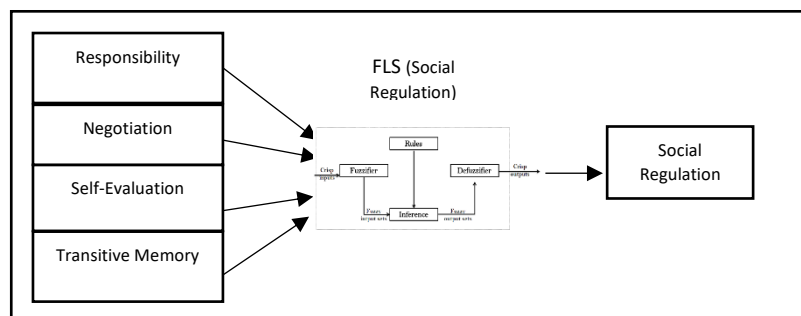 Responsibility
Negotiation
Self-Evaluation
Transitive Memory
FLS (Social
Regulation)
Rules
Crisp
inputs
Fuzzifier
Defuzzifier
Crisp
outputs
Fuzzy
input sets
Inference
Fuzzy
output sets
Social
Regulation